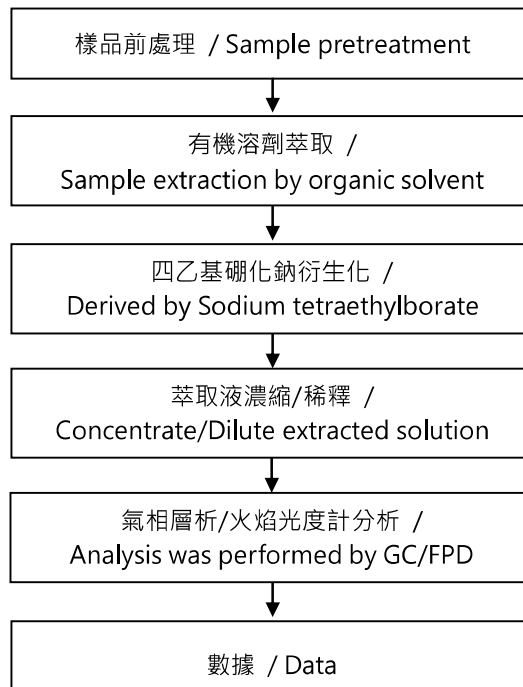 樣品前處理 / Sample pretreatment
有機溶劑萃取 /
Sample extraction by organic solvent
四乙基硼化鈉衍生化 /
Derived by Sodium tetraethylborate
萃取液濃縮/稀釋 /
Concentrate/Dilute extracted solution
氣相層析/火焰光度計分析 /
Analysis was performed by GC/FPD
數據 / Data